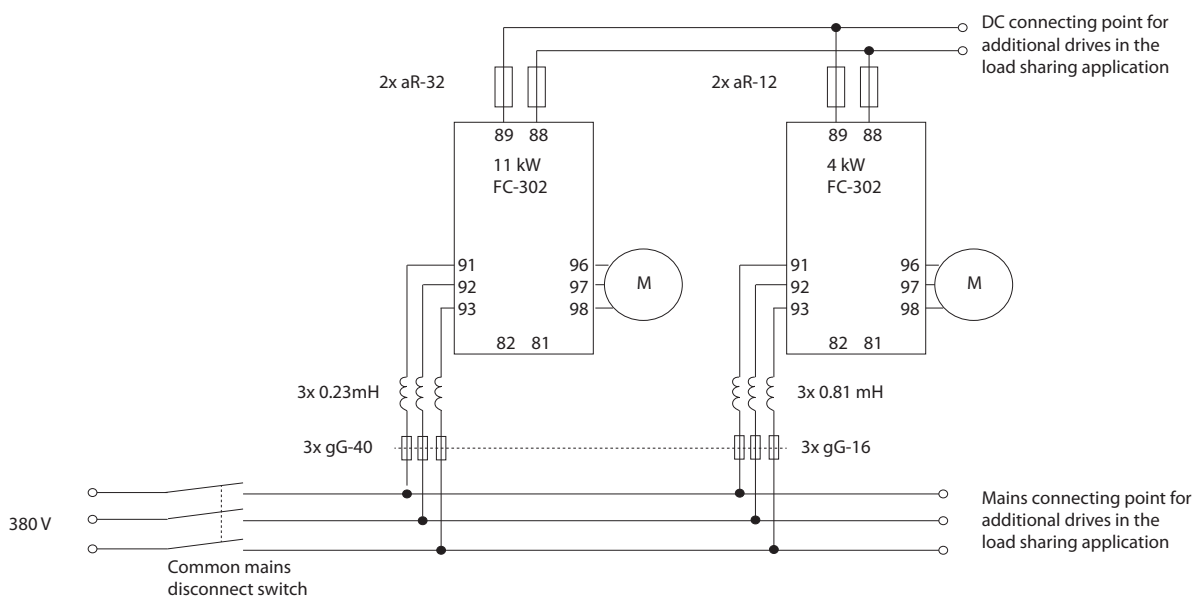 DC connecting point for
additional drives in the
load sharing application
2x aR-32
2x aR-12
89 88
89 88
11 kW
FC-302
4 kW
FC-302
91
92
93
96
97
98
M
91
92
93
96
97
98
M
82 81
82 81
3x 0.23mH
3x 0.81 mH
3x gG-40
3x gG-16
380 V
Mains connecting point for
additional drives in the
load sharing application
Common mains
disconnect switch